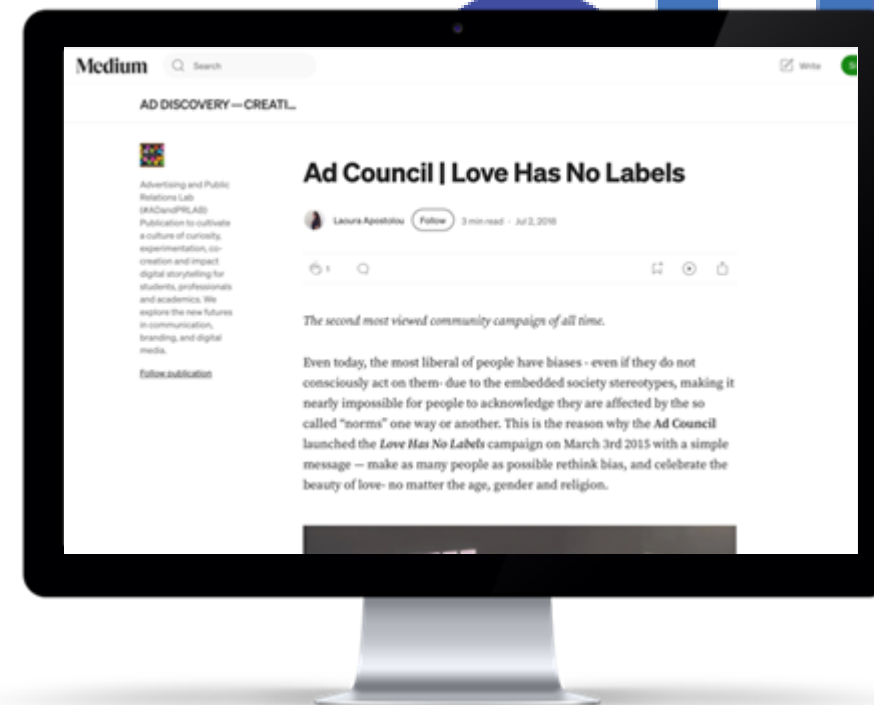 Medium
Search
Write
AD DISCOVERY — CREATI...
Advertising and Public
Relations Lab
(#ADandPRLAB)
Publication to cultivate
a culture of curiosity,
experimentation, co-
creation and impact
digital storytelling for
students, professionals
and academics. We
explore the new futures
in communication,
branding, and digital
media.
Follow publication
Ad Council | Love Has No Labels
Laoura Apostolou Follow 3 min read · Jul 2, 2018
1
The second most viewed community campaign of all time.
Even today, the most liberal of people have biases - even if they do not
consciously act on them- due to the embedded society stereotypes, making it
nearly impossible for people to acknowledge they are affected by the so
called “norms” one way or another. This is the reason why the Ad Council
launched the Love Has No Labels campaign on March 3rd 2015 with a simple
message — make as many people as possible rethink bias, and celebrate the
beauty of love- no matter the age, gender and religion.